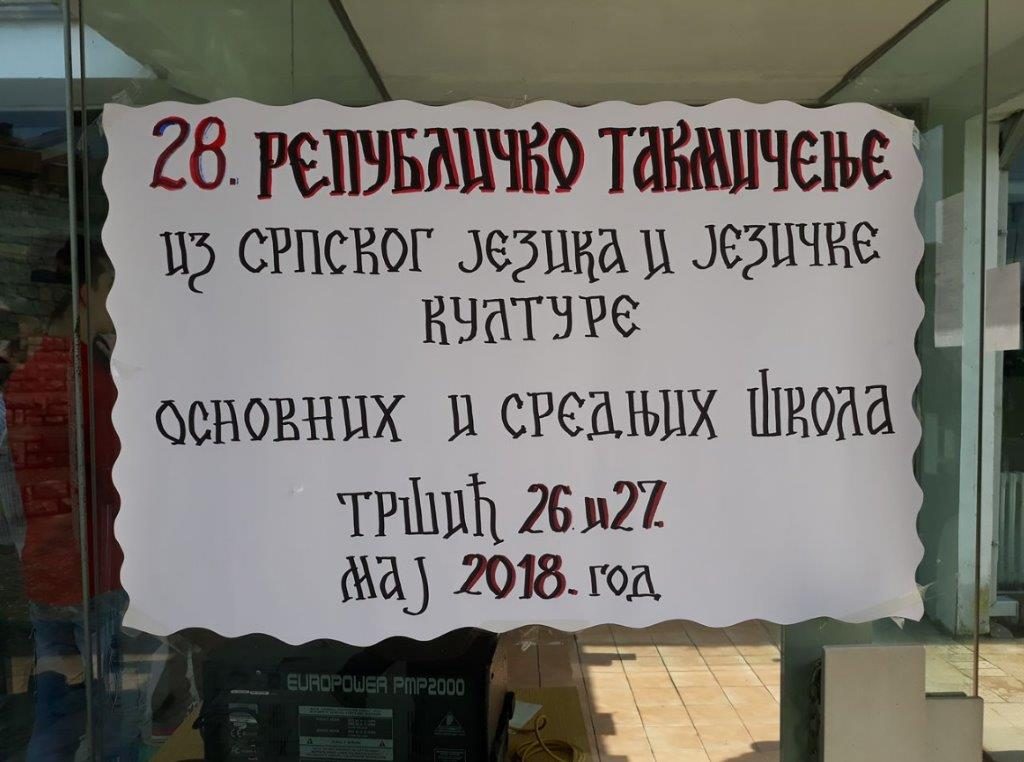 28. РЕПУБЛИЧКО ТАКМИЧЕЊЕ
ИЗ СРПСКОГ ЈЕЗИКА И ЈЕЗИЧКЕ
КУЛТУРЕ
ОСНОВНИХ И СРЕДЊИХ ШКОЛА
ТРШИЋ 26. и 27.
МАЈ 2018. ГОД
EUROPOWER PMP2000